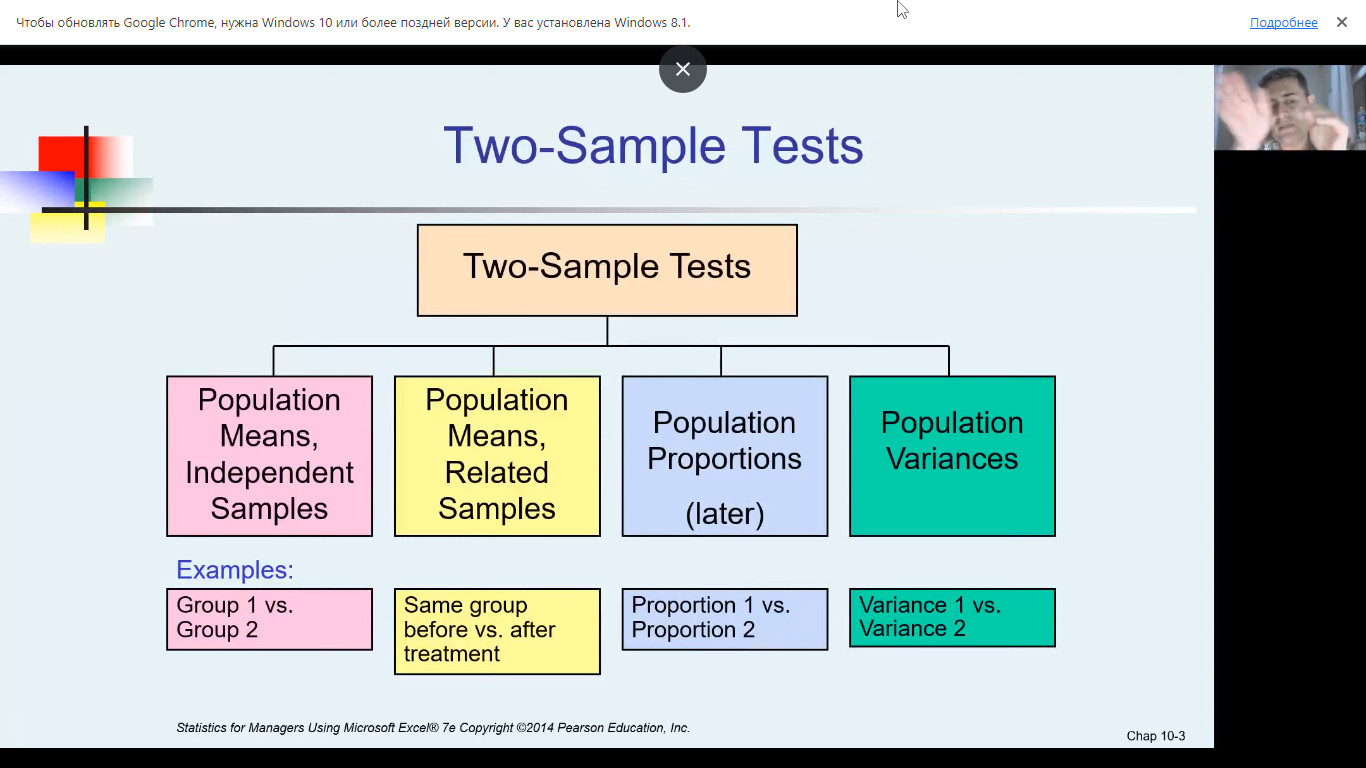 Чтобы обновлять Google Chrome, нужна Windows 10 или более поздней версии. У вас установлена Windows 8.1.
Подробнее
Two-Sample Tests
Two-Sample Tests
Population
Means,
Independent
Samples
Population
Means,
Related
Samples
Population
Proportions
(later)
Population
Variances
Examples:
Group 1 vs.
Group 2
Same group
before vs. after
treatment
Proportion 1 vs.
Proportion 2
Variance 1 vs.
Variance 2
Statistics for Managers Using Microsoft Excel® 7e Copyright ©2014 Pearson Education, Inc.
Chap 10-3